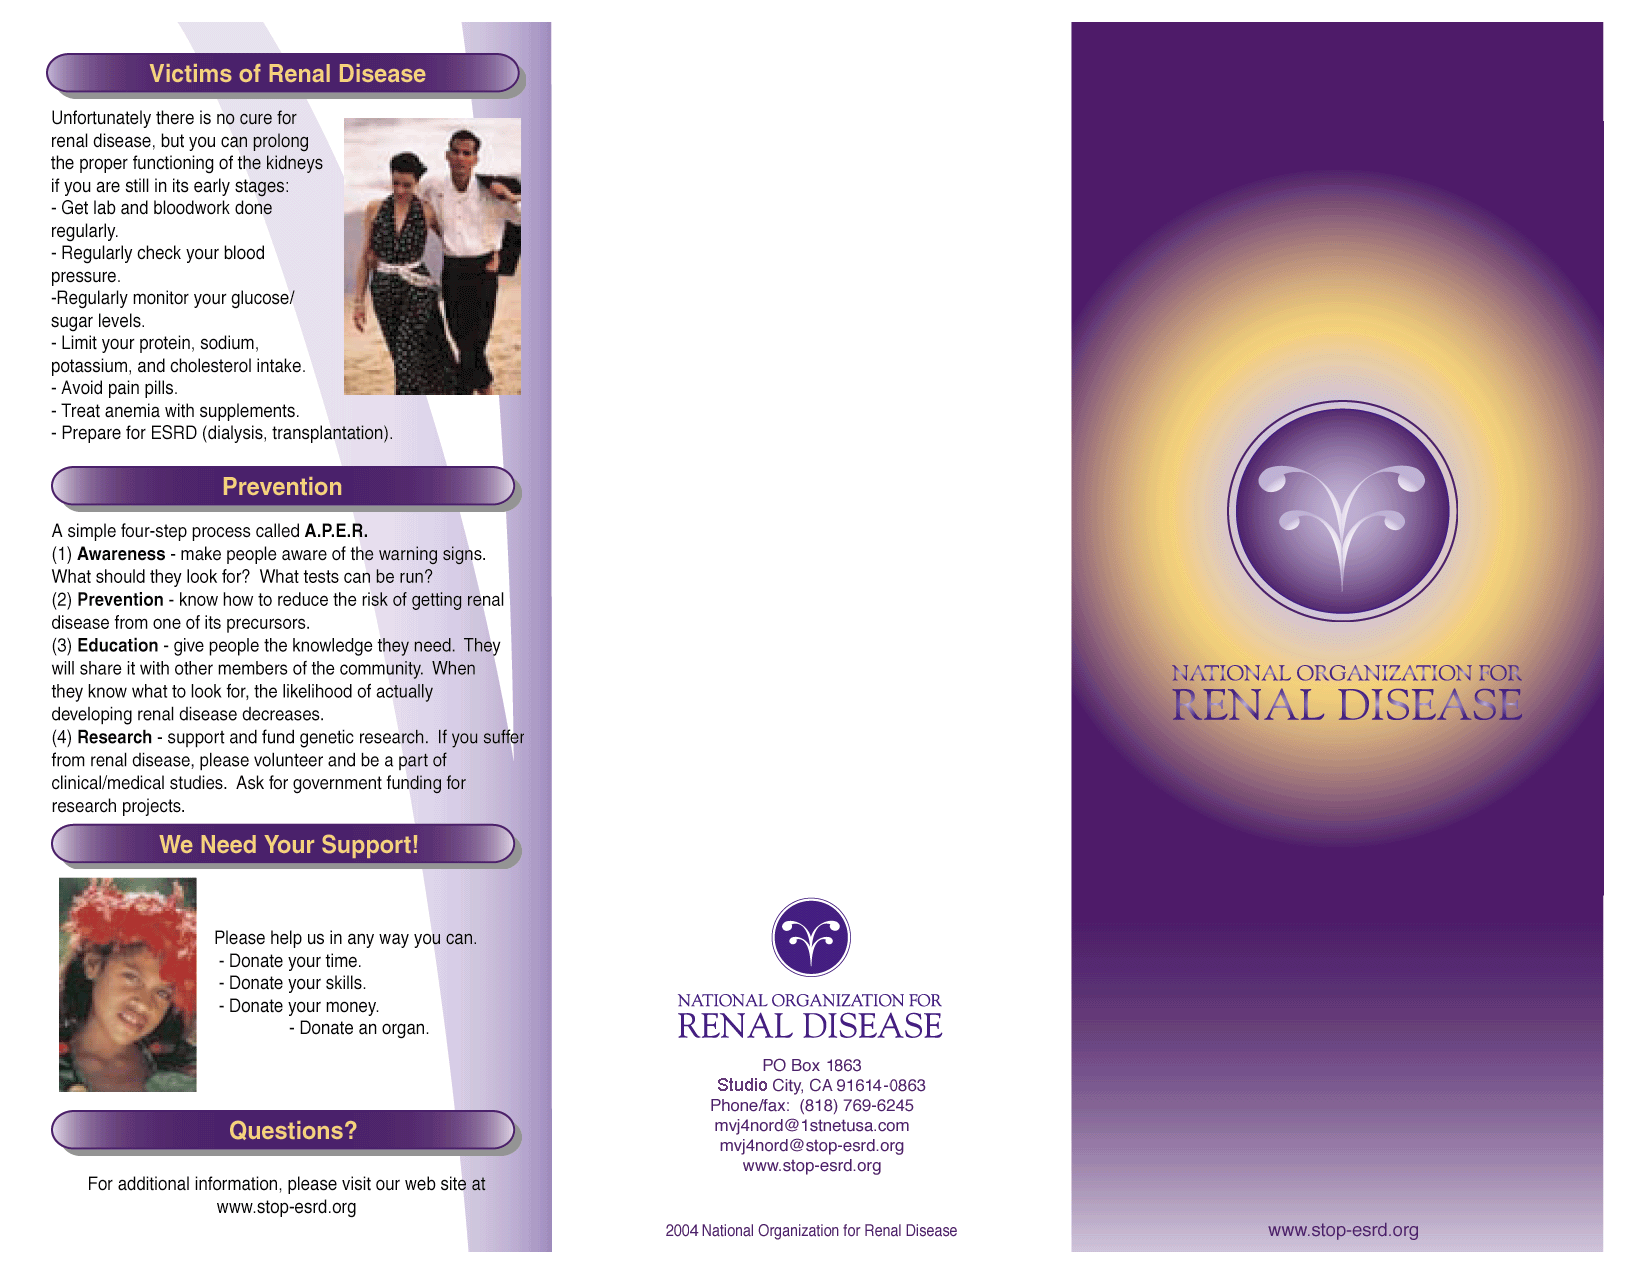 Victims of Renal Disease
Unfortunately there is no cure for
renal disease, but you can prolong
the proper functioning of the kidneys
if you are still in its early stages:
- Get lab and bloodwork done
regularly.
- Regularly check your blood
pressure.
-Regularly monitor your glucose/
sugar levels.
- Limit your protein, sodium,
potassium, and cholesterol intake.
- Avoid pain pills.
- Treat anemia with supplements.
- Prepare for ESRD (dialysis, transplantation).
Prevention
A simple four-step process called A.P.E.R.
(1) Awareness - make people aware of the warning signs.
What should they look for?  What tests can be run?
(2) Prevention - know how to reduce the risk of getting renal
disease from one of its precursors.
(3) Education - give people the knowledge they need.  They
will share it with other members of the community.  When
they know what to look for, the likelihood of actually
developing renal disease decreases.
(4) Research - support and fund genetic research.  If you suffer
from renal disease, please volunteer and be a part of
clinical/medical studies.  Ask for government funding for
research projects.
We Need Your Support!
Please help us in any way you can.
- Donate your time.
- Donate your skills.
- Donate your money.
- Donate an organ.
Questions?
For additional information, please visit our web site at
www.stop-esrd.org
NATIONAL ORGANIZATION FOR
RENAL DISEASE
PO Box 1863
Studio City, CA 91614-0863
Phone/fax:  (818) 769-6245
mvj4nord@1stnetusa.com
mvj4nord@stop-esrd.org
www.stop-esrd.org
2004 National Organization for Renal Disease
NATIONAL ORGANIZATION FOR
RENAL DISEASE
www.stop-esrd.org